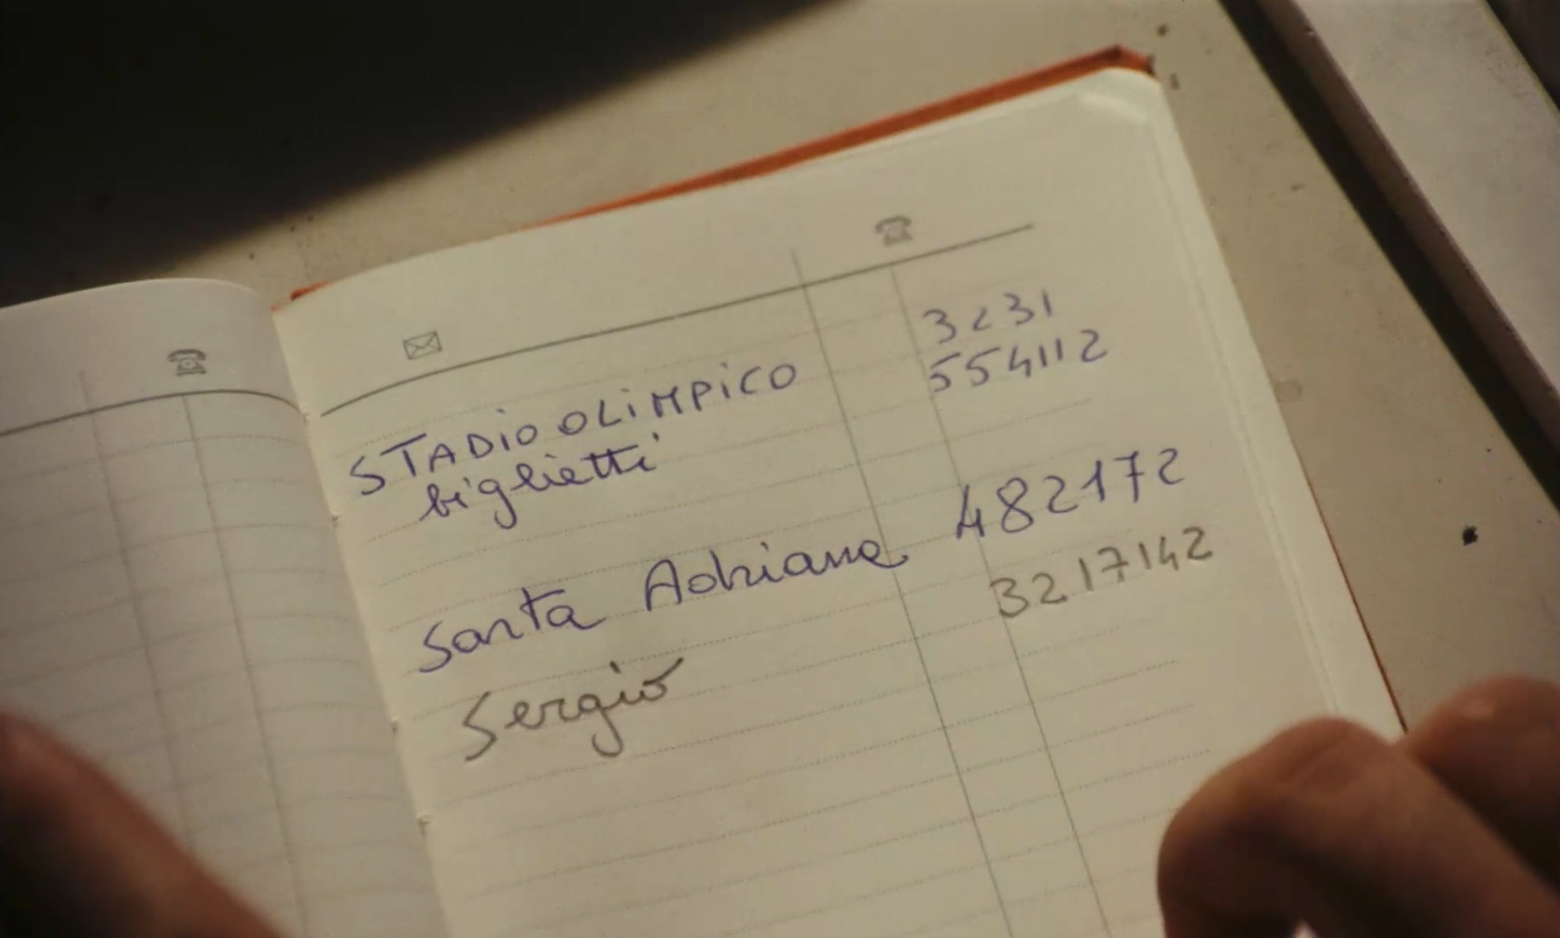 STADIO OLIMPICO 3231
biglietti 554112
Santa Adriana 482172
Sergio 3217142